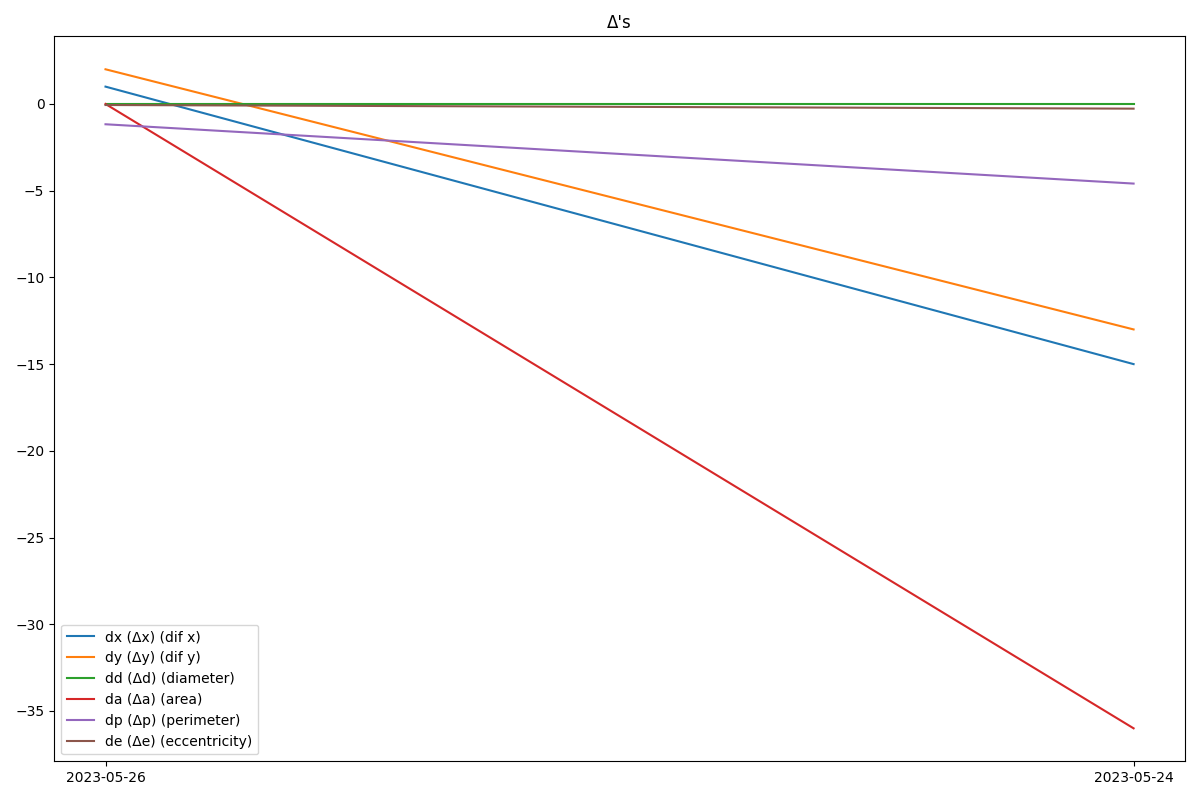 Δ's
0
−5
−10
−15
−20
−25
−30
−35
dx (Δx) (dif x)
dy (Δy) (dif y)
dd (Δd) (diameter)
da (Δa) (area)
dp (Δp) (perimeter)
de (Δe) (eccentricity)
2023-05-26 2023-05-24